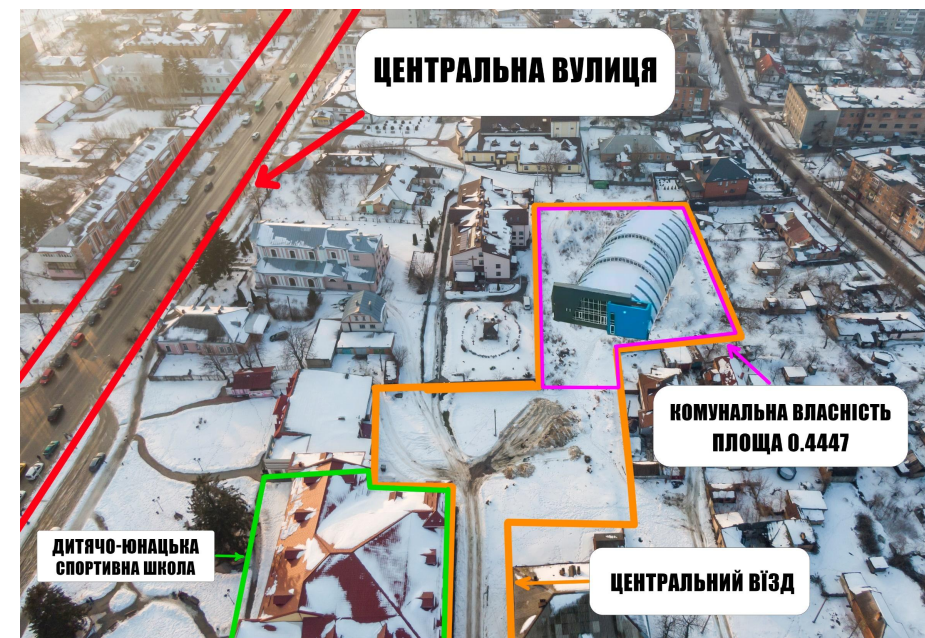 ЦЕНТРАЛЬНА ВУЛИЦЯ
КОМУНАЛЬНА ВЛАСНІСТЬ
ПЛОЩА 0.4447
ДИТЯЧО-ЮНАЦЬКА
СПОРТИВНА ШКОЛА
ЦЕНТРАЛЬНИЙ ВЇЗД